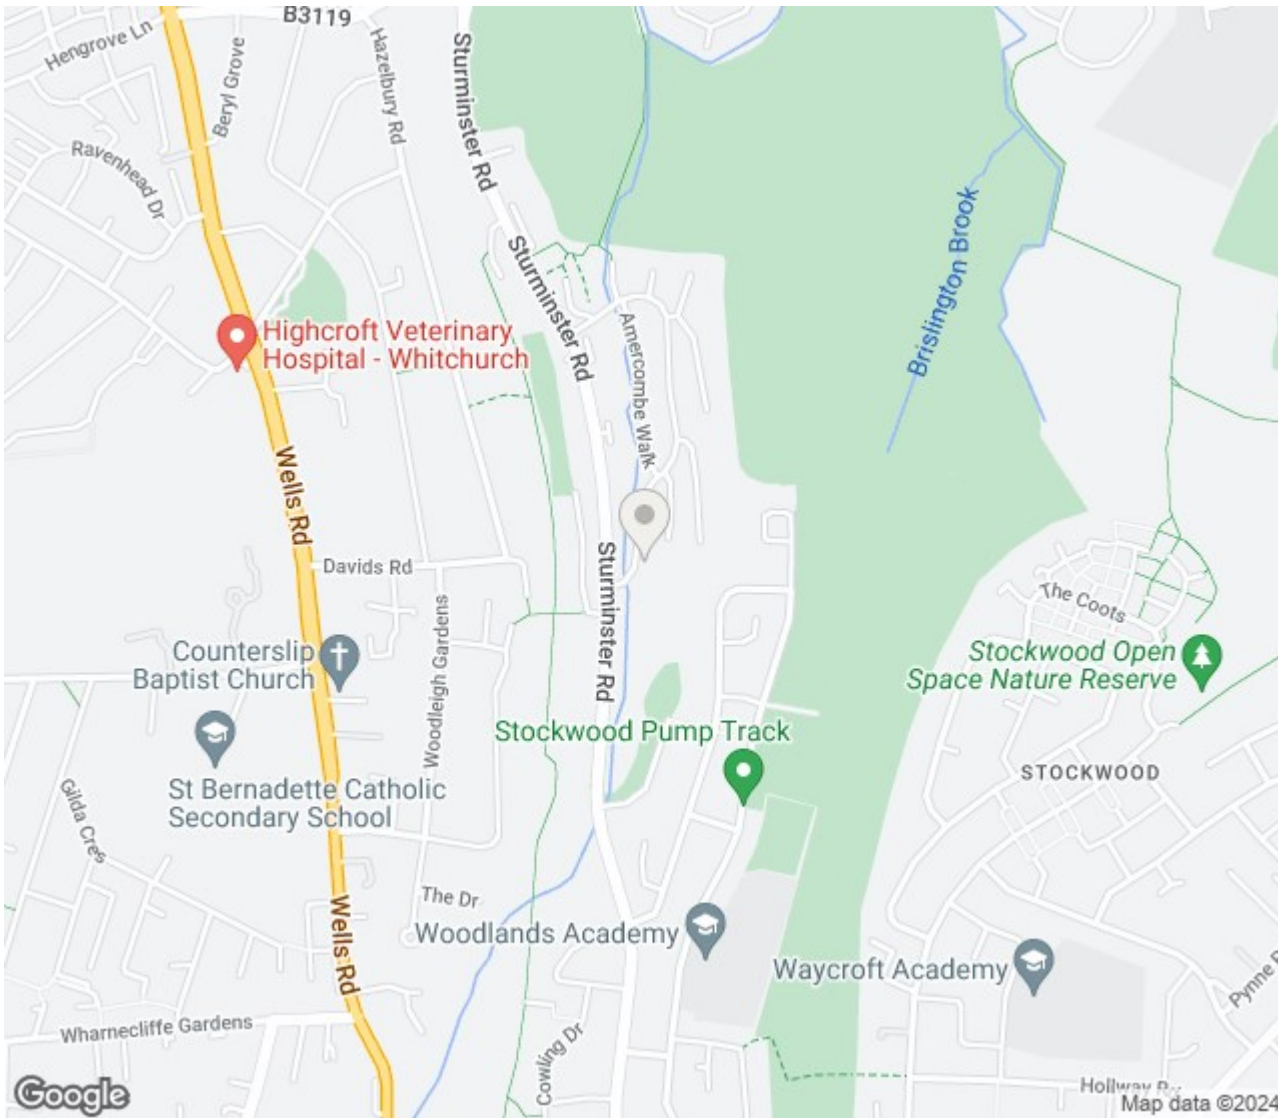 B3119
Hengrove Ln
Beryl Grove
Hazelbury Rd
Sturminster Rd
Ravenhead Dr
Brislington Brook
Sturminster Rd
Amercombe Walk
Highcroft Veterinary
Hospital - Whitchurch
Wells Rd
Davids Rd
Sturminster Rd
Woodleigh Gardens
The Coots
Counterslip
Baptist Church
Stockwood Open
Space Nature Reserve
Stockwood Pump Track
STOCKWOOD
St Bernadette Catholic
Secondary School
Gilda Cres
The Dr
Wells Rd
Woodlands Academy
Waycroft Academy
Pynne
Wharnecliffe Gardens
Cowling Dr
Hollway Rd
Google
Map data ©2024